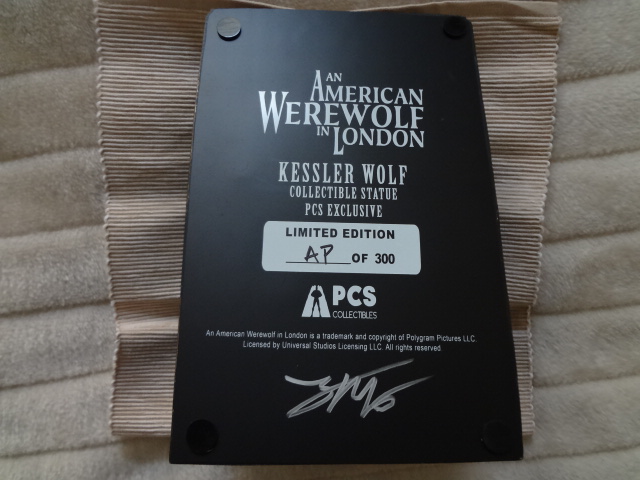 AN
AMERICAN
WEREWOLF
IN LONDON
KESSLER WOLF
COLLECTIBLE STATUE
PCS EXCLUSIVE
LIMITED EDITION
AP OF 300
PCS
COLLECTIBLES
An American Werewolf in London is a trademark and copyright of Polygram Pictures LLC.
Licensed by Universal Studios Licensing LLC. All rights reserved.